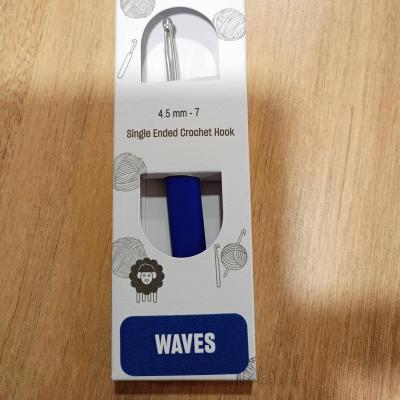 4.5 mm - 7
Single Ended Crochet Hook
WAVES